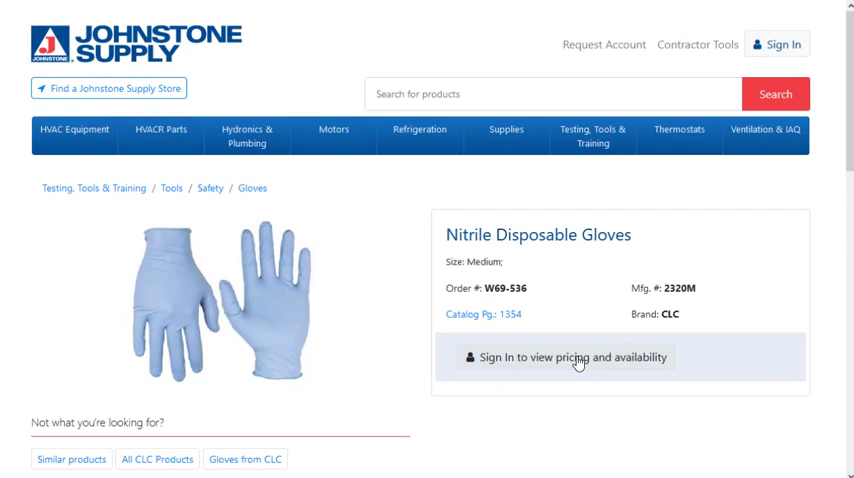 JOHNSTONE
SUPPLY
JOHNSTONE
Request Account Contractor Tools Sign In
Find a Johnstone Supply Store
Search for products Search
HVAC Equipment HVACR Parts Hydronics & Plumbing Motors Refrigeration Supplies Testing, Tools & Training Thermostats Ventilation & IAQ
Testing, Tools & Training / Tools / Safety / Gloves
Nitrile Disposable Gloves
Size: Medium;
Order #: W69-536 Mfg. #: 2320M
Catalog Pg.: 1354 Brand: CLC
Sign In to view pricing and availability
Not what you're looking for?
Similar products All CLC Products Gloves from CLC